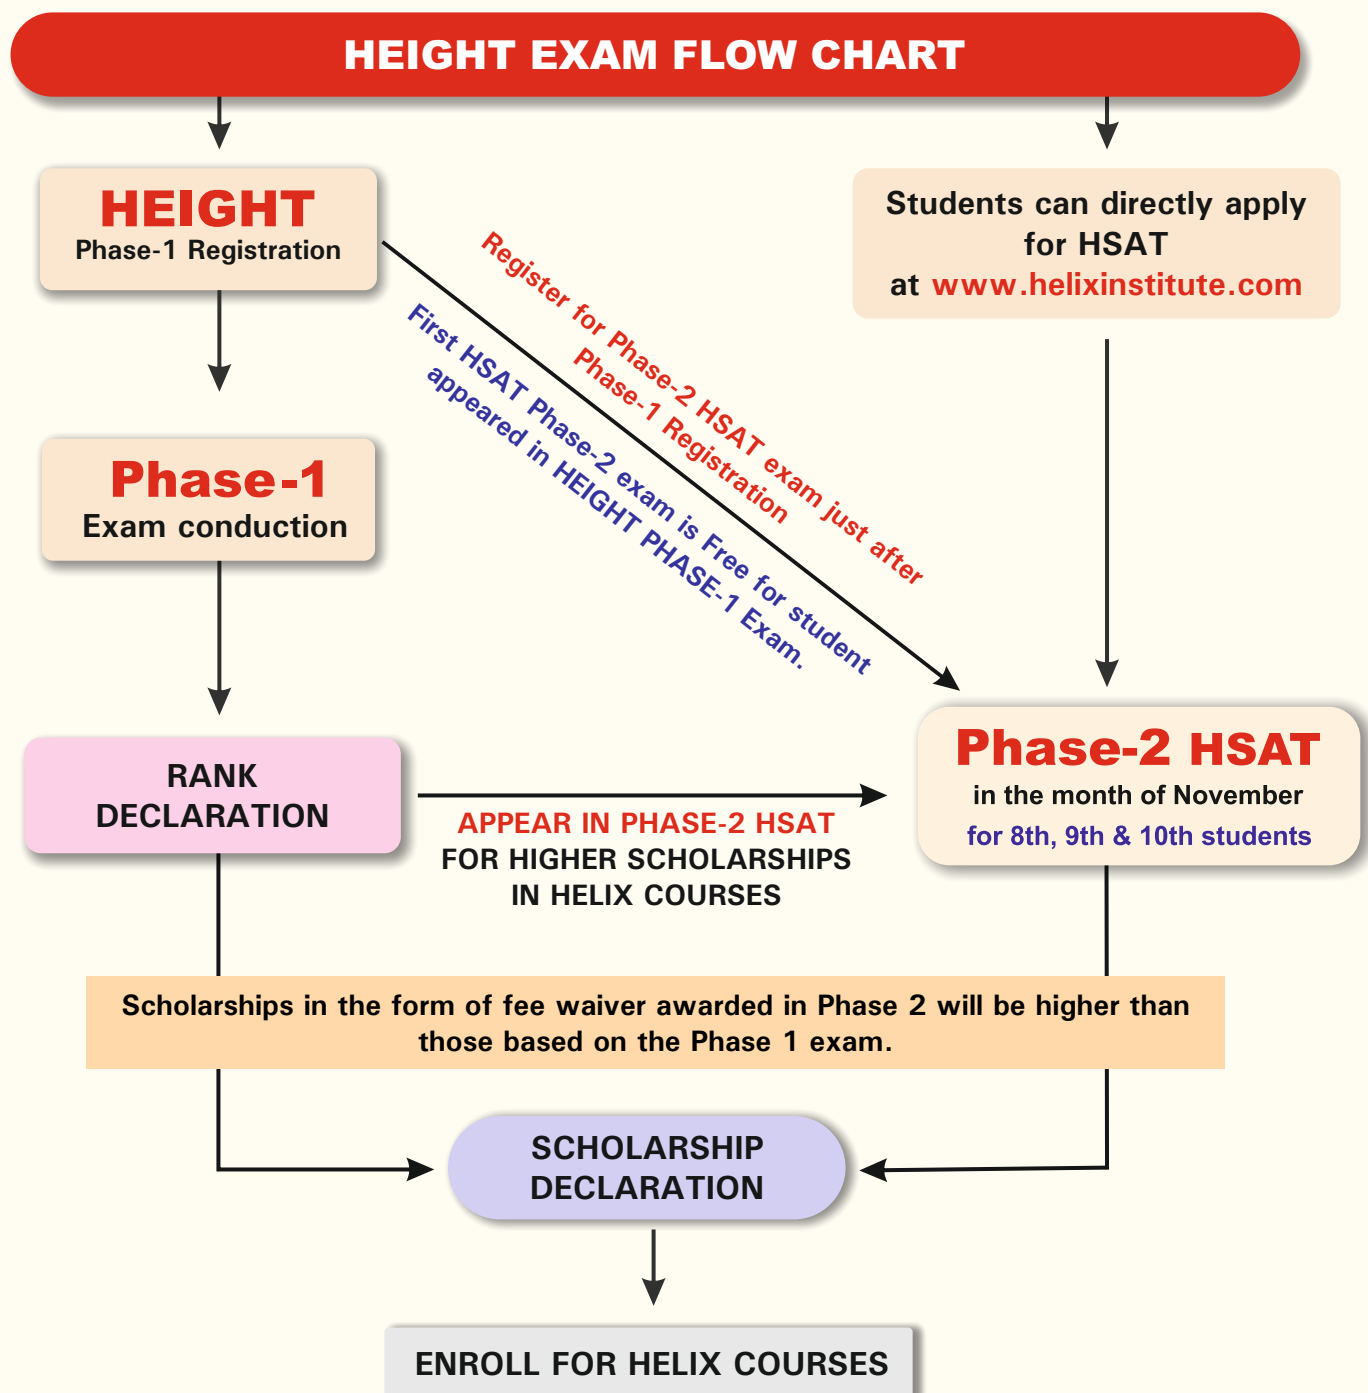 HEIGHT EXAM FLOW CHART
HEIGHT
Phase-1 Registration
Students can directly apply
for HSAT
at www.helixinstitute.com
Register for Phase-2 HSAT exam just after
Phase-1 Registration
First HSAT Phase-2 exam is Free for student
appeared in HEIGHT PHASE-1 Exam.
Phase-1
Exam conduction
RANK
DECLARATION
APPEAR IN PHASE-2 HSAT
FOR HIGHER SCHOLARSHIPS
IN HELIX COURSES
Phase-2 HSAT
in the month of November
for 8th, 9th & 10th students
Scholarships in the form of fee waiver awarded in Phase 2 will be higher than
those based on the Phase 1 exam.
SCHOLARSHIP
DECLARATION
ENROLL FOR HELIX COURSES